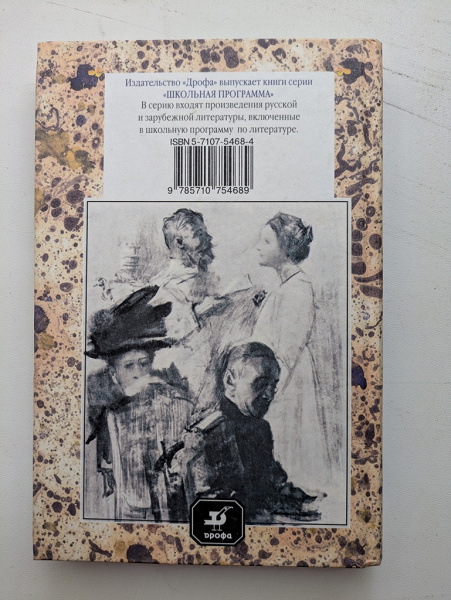 Издательство «Дрофа» выпускает книги серии
«ШКОЛЬНАЯ ПРОГРАММА»
В серию входят произведения русской
и зарубежной литературы, включенные
в школьную программу по литературе.
ISBN 5-7107-5468-4
9 785710 754689
дрофа